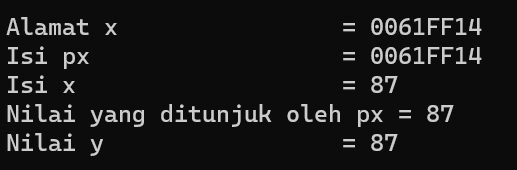 Alamat x                = 0061FF14
Isi px                  = 0061FF14
Isi x                   = 87
Nilai yang ditunjuk oleh px = 87
Nilai y                 = 87